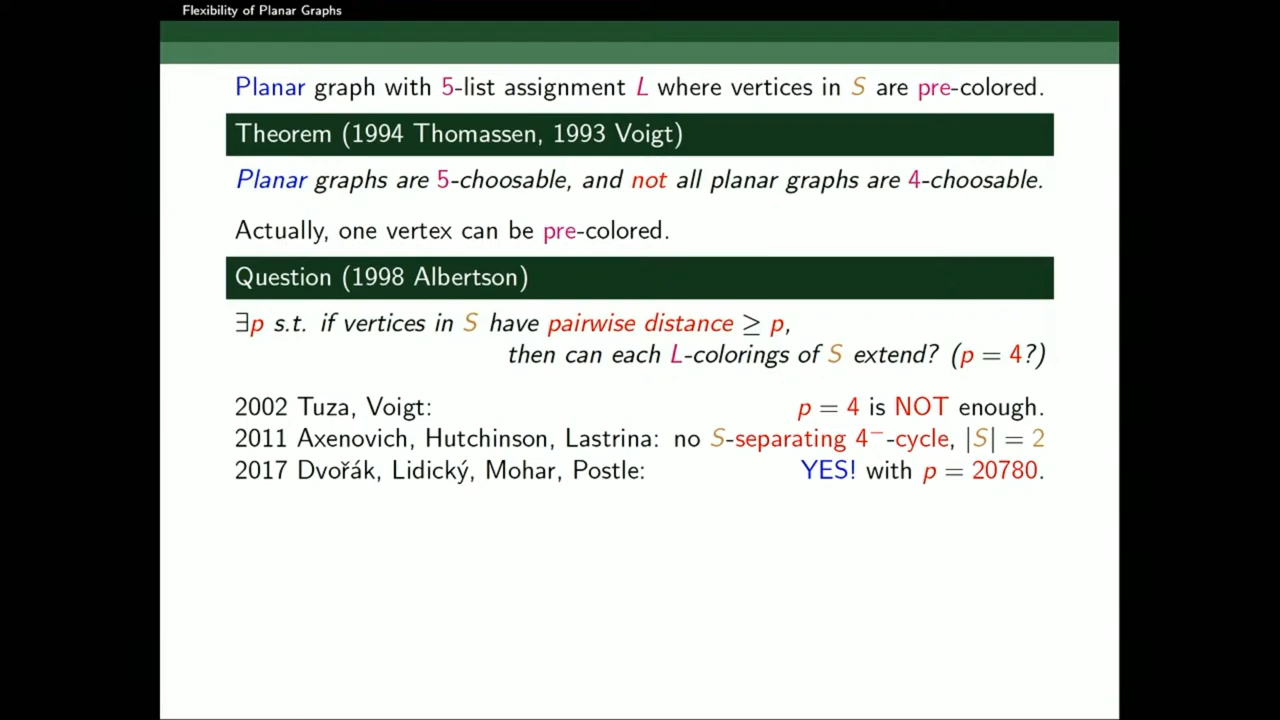 Flexibility of Planar Graphs
Planar graph with 5-list assignment L where vertices in S are pre-colored.
Theorem (1994 Thomassen, 1993 Voigt)
Planar graphs are 5-choosable, and not all planar graphs are 4-choosable.
Actually, one vertex can be pre-colored.
Question (1998 Albertson)
∃p s.t. if vertices in S have pairwise distance ≥ p,
then can each L-colorings of S extend? (p = 4?)
2002 Tuza, Voigt: p = 4 is NOT enough.
2011 Axenovich, Hutchinson, Lastrina: no S-separating 4⁻-cycle, |S| = 2
2017 Dvořák, Lidický, Mohar, Postle: YES! with p = 20780.